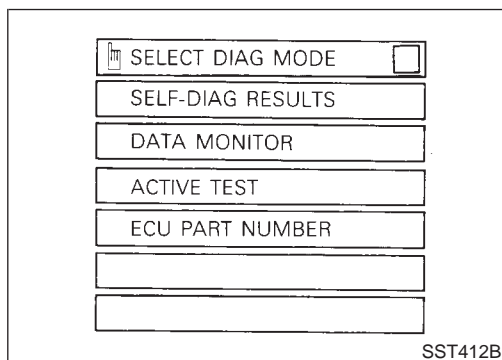 SELECT DIAG MODE
SELF-DIAG RESULTS
DATA MONITOR
ACTIVE TEST
ECU PART NUMBER
SST412B